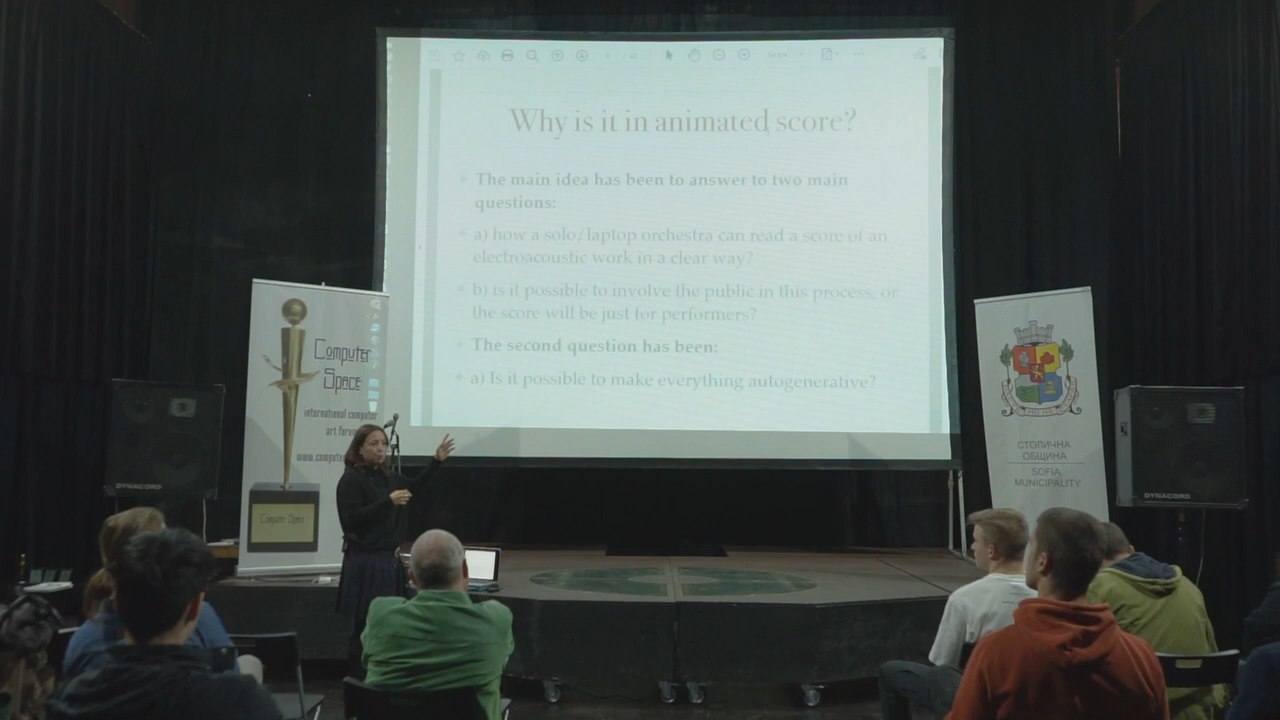 Why is it in animated score?
The main idea has been to answer to two main
questions:
a) how a solo/laptop orchestra can read a score of an
electroacoustic work in a clear way?
b) is it possible to involve the public in this process, or
the score will be just for performers?
The second question has been:
a) Is it possible to make everything autogenerative?
Computer
Space
international computer
art forum
www.compute
Computer Space
СТОЛИЧНА
ОБЩИНА
SOFIA
MUNICIPALITY
DYNACORD
DYNACORD